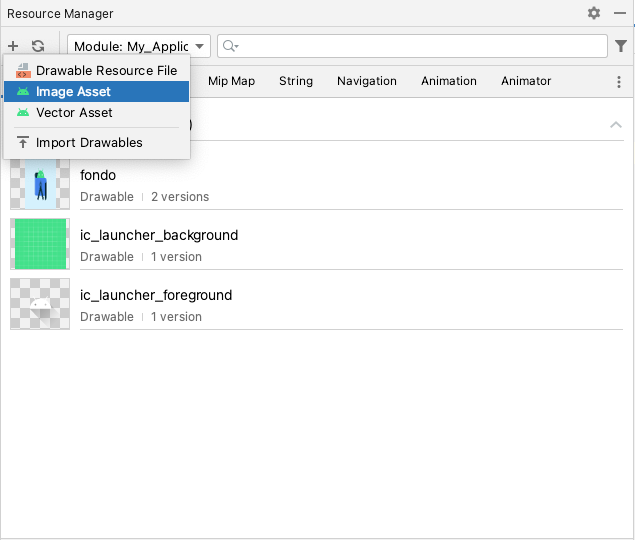 Resource Manager
Module: My_Applic
Drawable Resource File
Image Asset
Vector Asset
Import Drawables
Mip Map
String
Navigation
Animation
Animator
)
fondo
Drawable | 2 versions
ic_launcher_background
Drawable | 1 version
ic_launcher_foreground
Drawable | 1 version